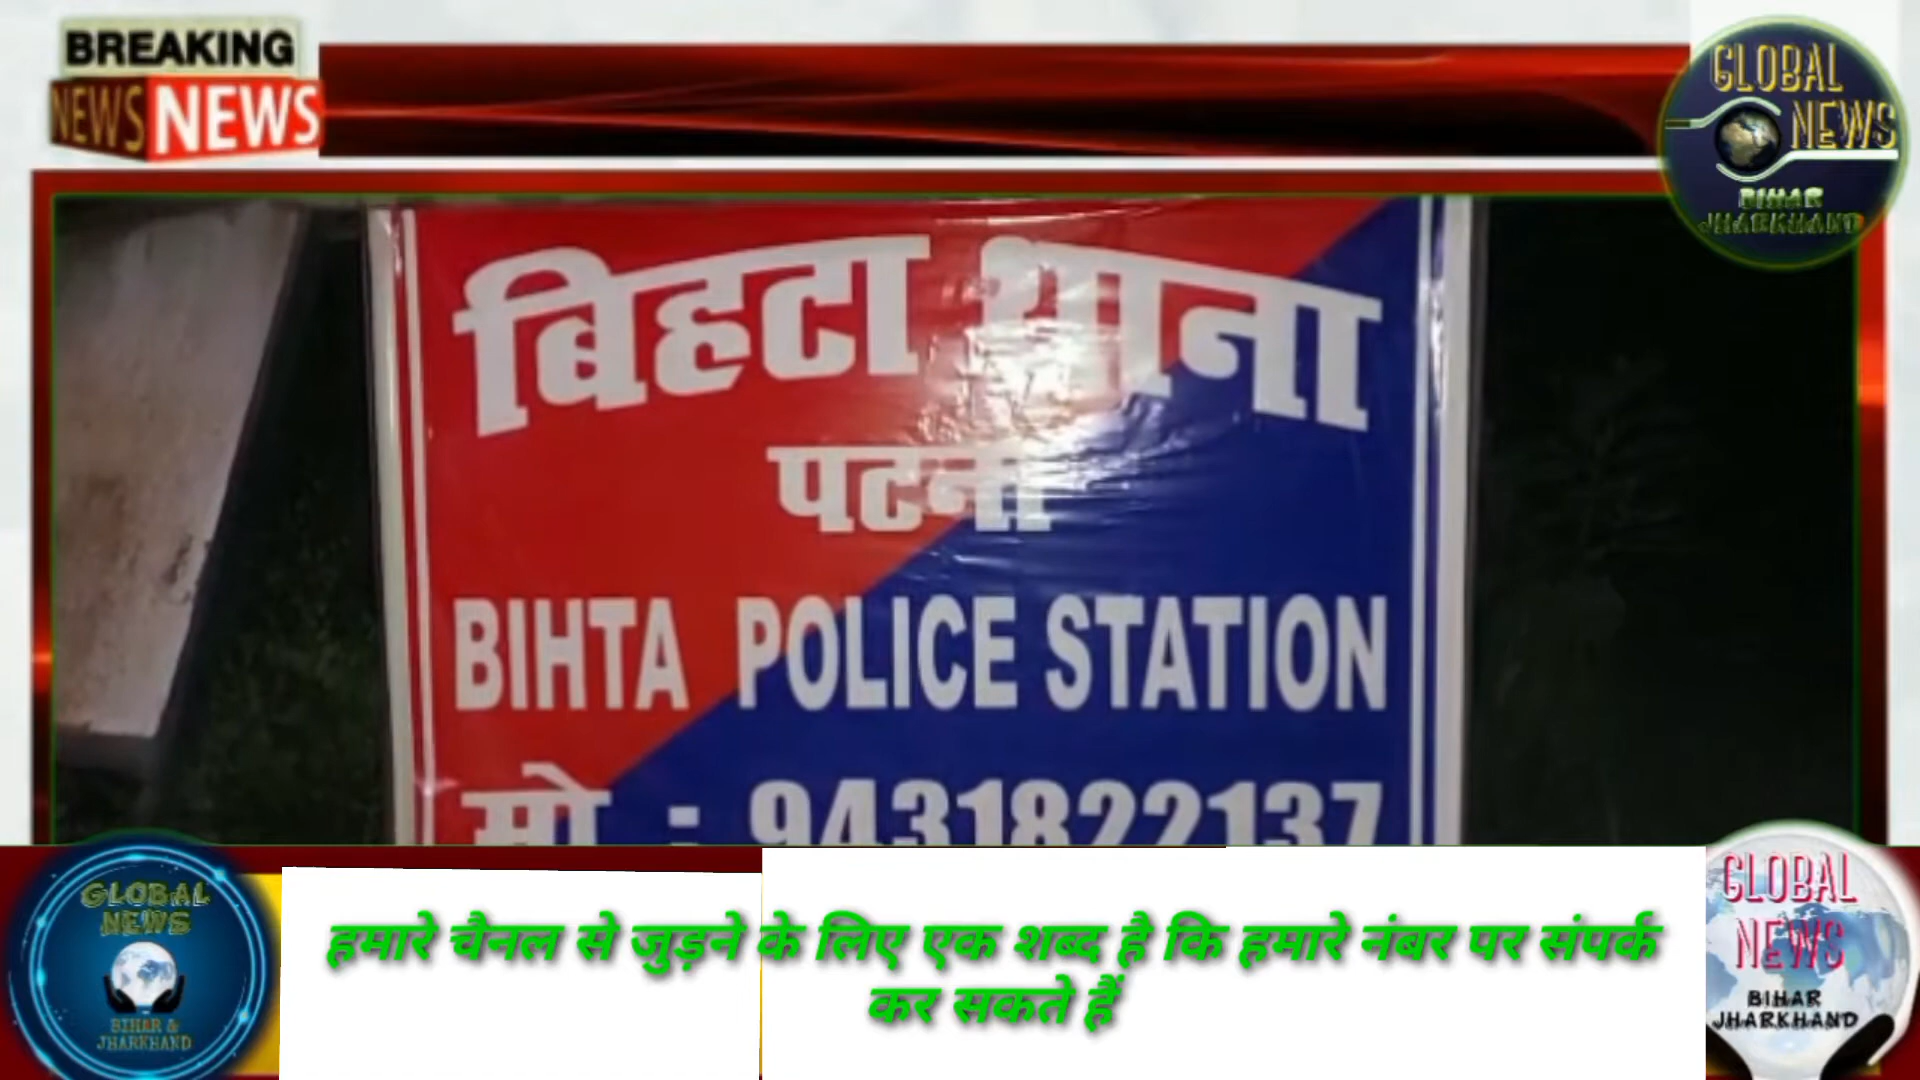 BREAKING
NEWS NEWS
GLOBAL
NEWS
BIHAR
JHARKHAND
बिहटा थाना
पटना
BIHTA POLICE STATION
मो : 9431822137
GLOBAL
NEWS
BIHAR &
JHARKHAND
हमारे चैनल से जुड़ने के लिए एक शब्द है कि हमारे नंबर पर संपर्क
कर सकते हैं
GLOBAL
NEWS
BIHAR
JHARKHAND